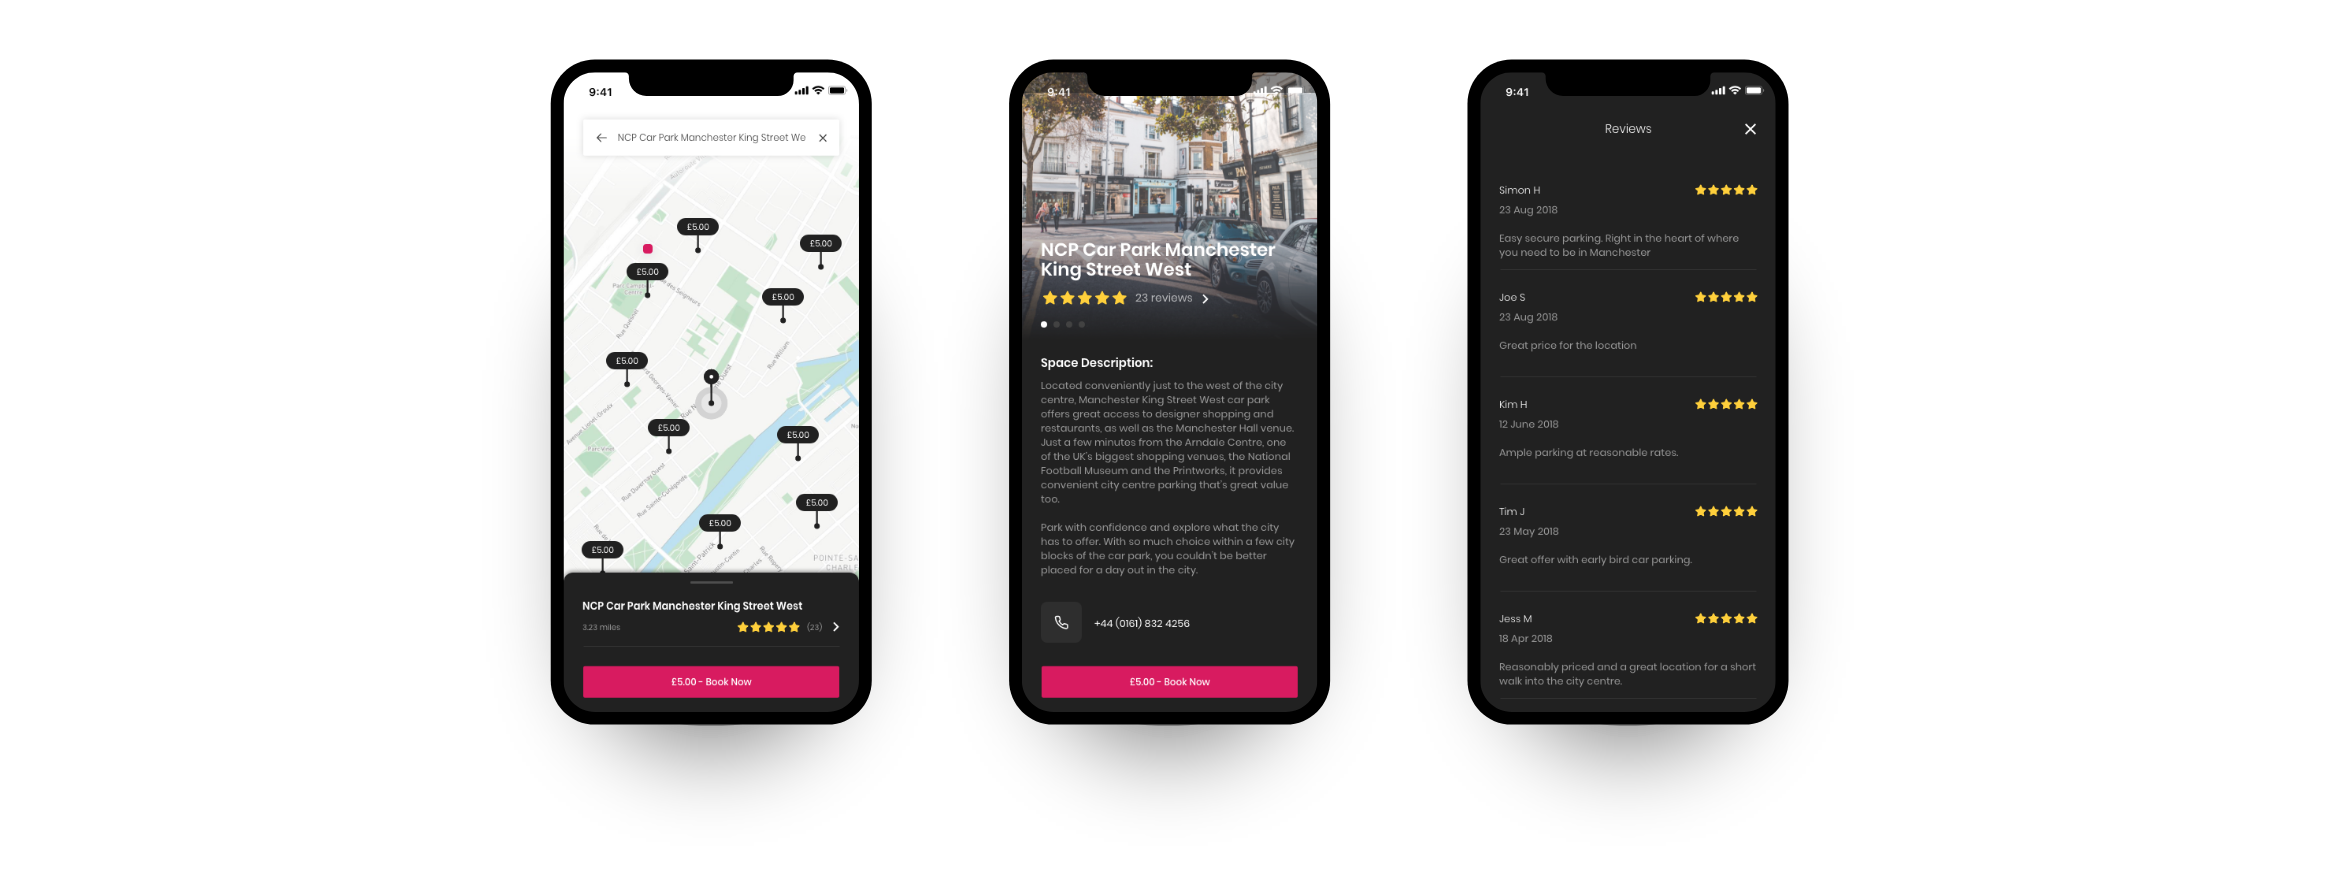 9:41
NCP Car Park Manchester King Street We
£5.00
£5.00
£5.00
£5.00
£5.00
£5.00
£5.00
£5.00
£5.00
£5.00
Rue William
Rue Sainte-Cunégonde
POINTE-SA
CHARLE
NCP Car Park Manchester King Street West
3.23 miles
(23)
£5.00 - Book Now
9:41
NCP Car Park Manchester
King Street West
23 reviews
Space Description:
Located conveniently just to the west of the city
centre, Manchester King Street West car park
offers great access to designer shopping and
restaurants, as well as the Manchester Hall venue.
Just a few minutes from the Arndale Centre, one
of the UK's biggest shopping venues, the National
Football Museum and the Printworks, it provides
convenient city centre parking that's great value
too.
Park with confidence and explore what the city
has to offer. With so much choice within a few city
blocks of the car park, you couldn't be better
placed for a day out in the city.
+44 (0161) 832 4256
£5.00 - Book Now
9:41
Reviews
Simon H
23 Aug 2018
Easy secure parking. Right in the heart of where
you need to be in Manchester
Joe S
23 Aug 2018
Great price for the location
Kim H
12 June 2018
Ample parking at reasonable rates.
Tim J
23 May 2018
Great offer with early bird car parking.
Jess M
18 Apr 2018
Reasonably priced and a great location for a short
walk into the city centre.